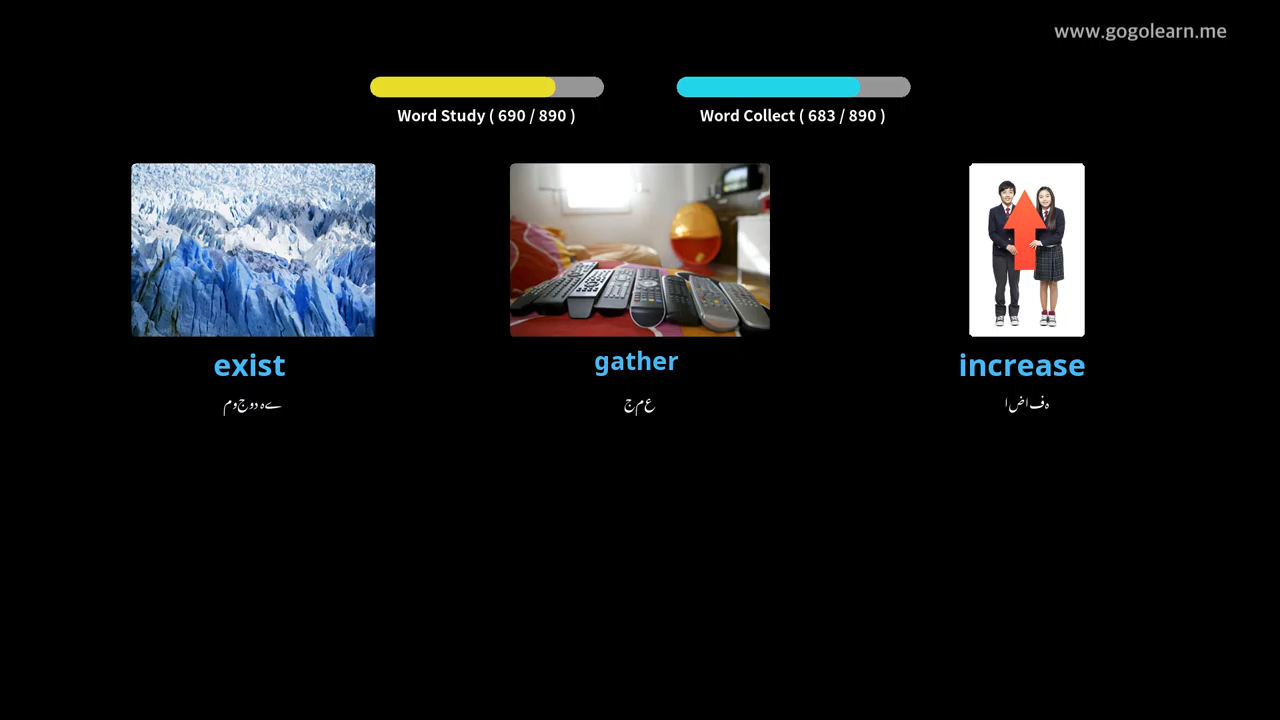 www.gogolearn.me
Word Study ( 690 / 890 )
Word Collect ( 683 / 890 )
exist
موجود ہے
gather
جمع
increase
اضافہ